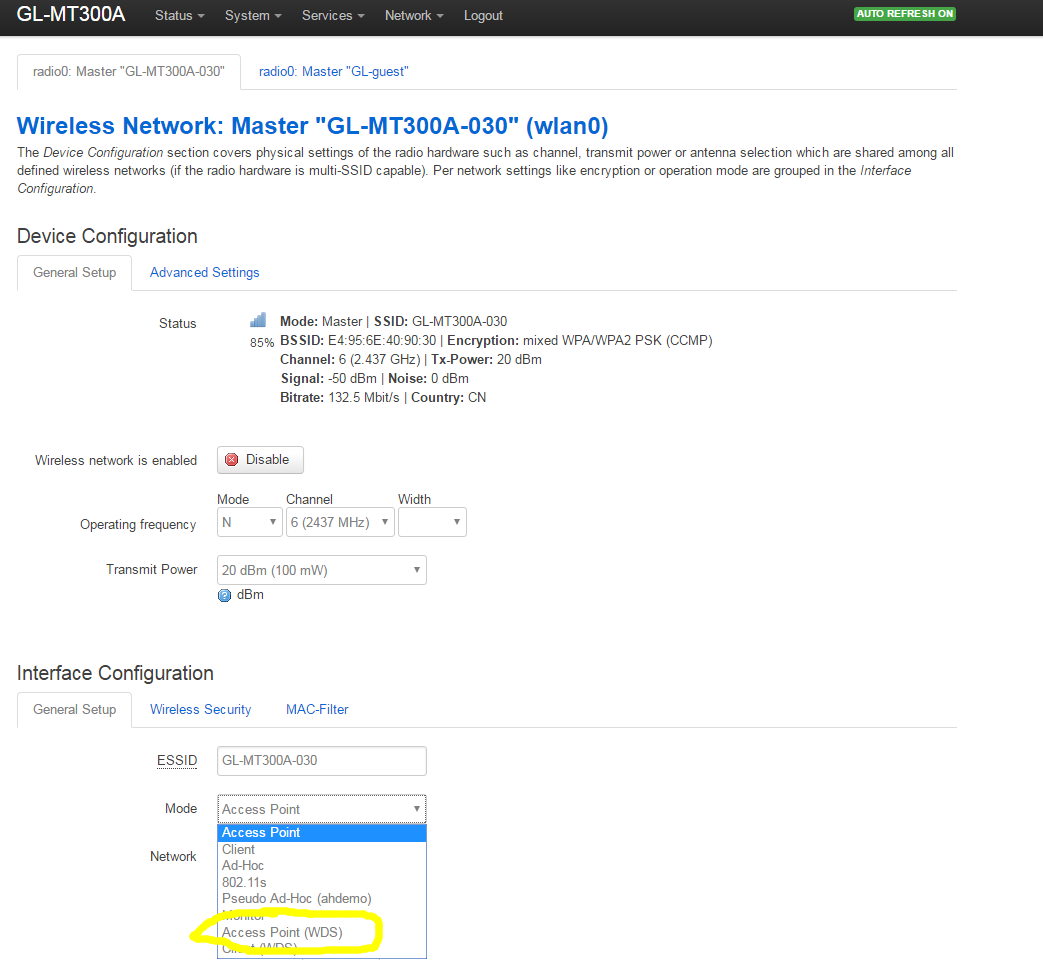 GL-MT300A Status System Services Network Logout AUTO REFRESH ON
radio0: Master "GL-MT300A-030" radio0: Master "GL-guest"
Wireless Network: Master "GL-MT300A-030" (wlan0)
The Device Configuration section covers physical settings of the radio hardware such as channel, transmit power or antenna selection which are shared among all
defined wireless networks (if the radio hardware is multi-SSID capable). Per network settings like encryption or operation mode are grouped in the Interface
Configuration.
Device Configuration
General Setup Advanced Settings
Status
85%
Mode: Master | SSID: GL-MT300A-030
BSSID: E4:95:6E:40:90:30 | Encryption: mixed WPA/WPA2 PSK (CCMP)
Channel: 6 (2.437 GHz) | Tx-Power: 20 dBm
Signal: -50 dBm | Noise: 0 dBm
Bitrate: 132.5 Mbit/s | Country: CN
Wireless network is enabled Disable
Mode Channel Width
Operating frequency N 6 (2437 MHz)
Transmit Power 20 dBm (100 mW)
dBm
Interface Configuration
General Setup Wireless Security MAC-Filter
ESSID GL-MT300A-030
Mode Access Point
Access Point
Client
Network
Ad-Hoc
802.11s
Pseudo Ad-Hoc (ahdemo)
Monitor
Access Point (WDS)
Client (WDS)